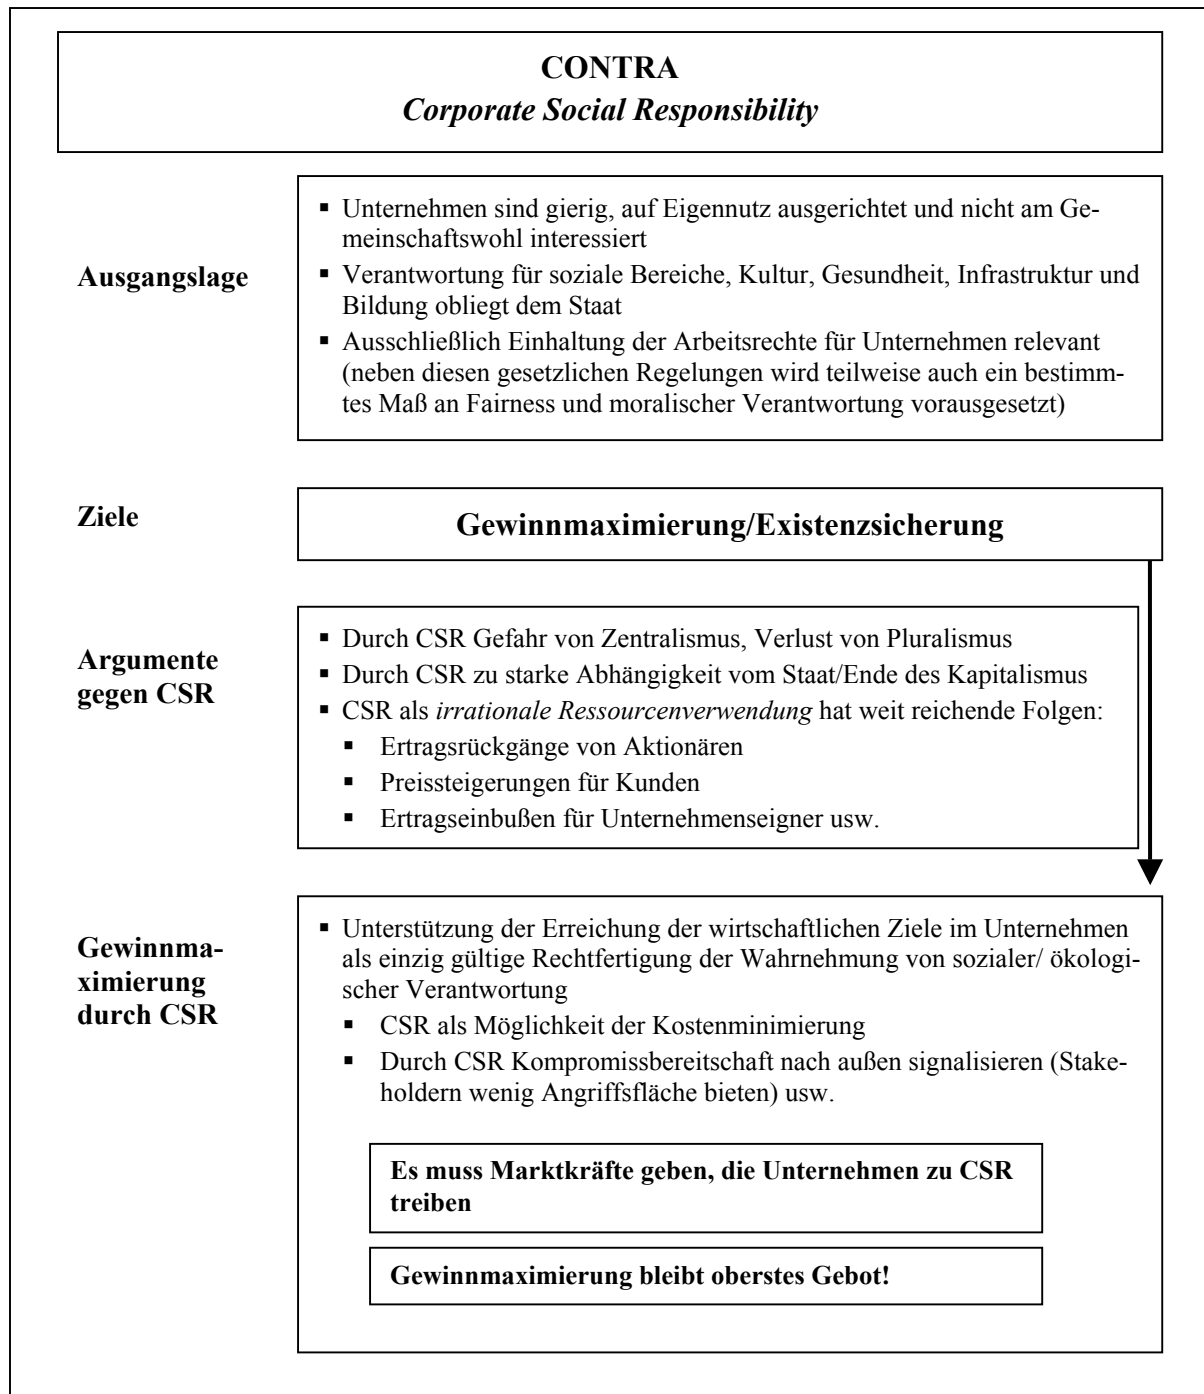 CONTRA
Corporate Social Responsibility
Ausgangslage
▪ Unternehmen sind gierig, auf Eigennutz ausgerichtet und nicht am Ge-
meinschaftswohl interessiert
▪ Verantwortung für soziale Bereiche, Kultur, Gesundheit, Infrastruktur und
Bildung obliegt dem Staat
▪ Ausschließlich Einhaltung der Arbeitsrechte für Unternehmen relevant
(neben diesen gesetzlichen Regelungen wird teilweise auch ein bestimm-
tes Maß an Fairness und moralischer Verantwortung vorausgesetzt)
Ziele
Gewinnmaximierung/Existenzsicherung
Argumente
gegen CSR
▪ Durch CSR Gefahr von Zentralismus, Verlust von Pluralismus
▪ Durch CSR zu starke Abhängigkeit vom Staat/Ende des Kapitalismus
▪ CSR als irrationale Ressourcenverwendung hat weit reichende Folgen:
▪ Ertragsrückgänge von Aktionären
▪ Preissteigerungen für Kunden
▪ Ertragseinbußen für Unternehmenseigner usw.
Gewinnma-
ximierung
durch CSR
▪ Unterstützung der Erreichung der wirtschaftlichen Ziele im Unternehmen
als einzig gültige Rechtfertigung der Wahrnehmung von sozialer/ ökologi-
scher Verantwortung
▪ CSR als Möglichkeit der Kostenminimierung
▪ Durch CSR Kompromissbereitschaft nach außen signalisieren (Stake-
holdern wenig Angriffsfläche bieten) usw.
Es muss Marktkräfte geben, die Unternehmen zu CSR
treiben
Gewinnmaximierung bleibt oberstes Gebot!